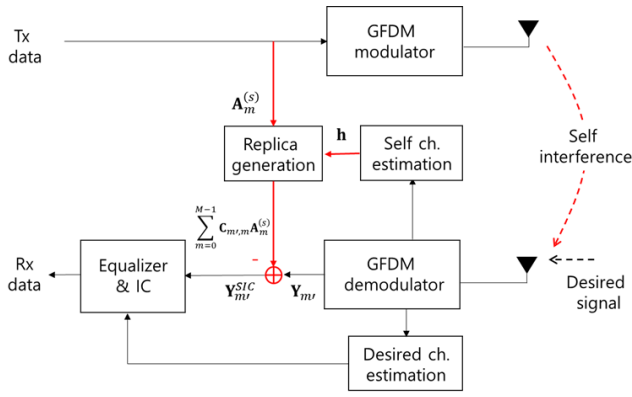 Tx
data
GFDM
modulator
A_m^(s)
Replica
generation
h
Self ch.
estimation
Self
interference
∑_{m=0}^{M−1} C_{m′,m}A_m^(s)
Rx
data
Equalizer
& IC
−
Y_{m′}^{SIC}
Y_{m′}
GFDM
demodulator
Desired
signal
Desired ch.
estimation